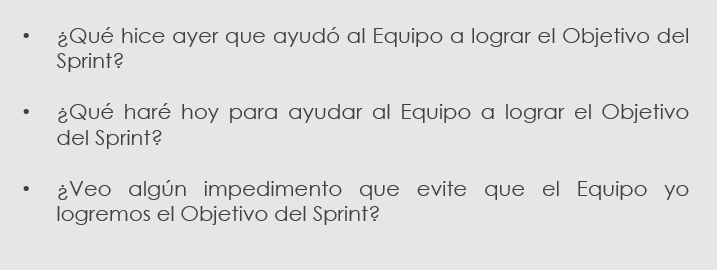 • ¿Qué hice ayer que ayudó al Equipo a lograr el Objetivo del
Sprint?
• ¿Qué haré hoy para ayudar al Equipo a lograr el Objetivo
del Sprint?
• ¿Veo algún impedimento que evite que el Equipo yo
logremos el Objetivo del Sprint?